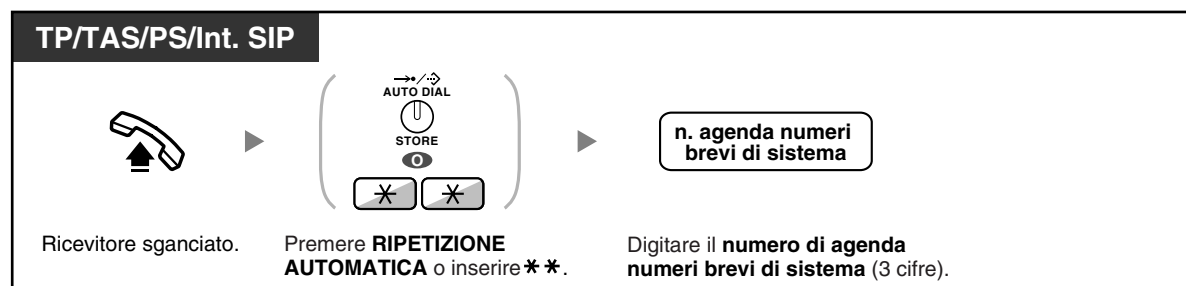 TP/TAS/PS/Int. SIP
AUTO DIAL
STORE
O
n. agenda numeri
brevi di sistema
Ricevitore sganciato.
Premere RIPETIZIONE
AUTOMATICA o inserire＊＊.
Digitare il numero di agenda
numeri brevi di sistema (3 cifre).